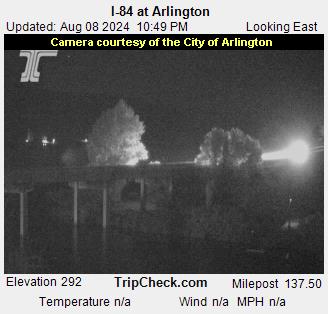 I-84 at Arlington
Updated: Aug 08 2024 10:49 PM Looking East
Camera courtesy of the City of Arlington
Elevation 292 TripCheck.com Milepost 137.50
Temperature n/a Wind n/a MPH n/a